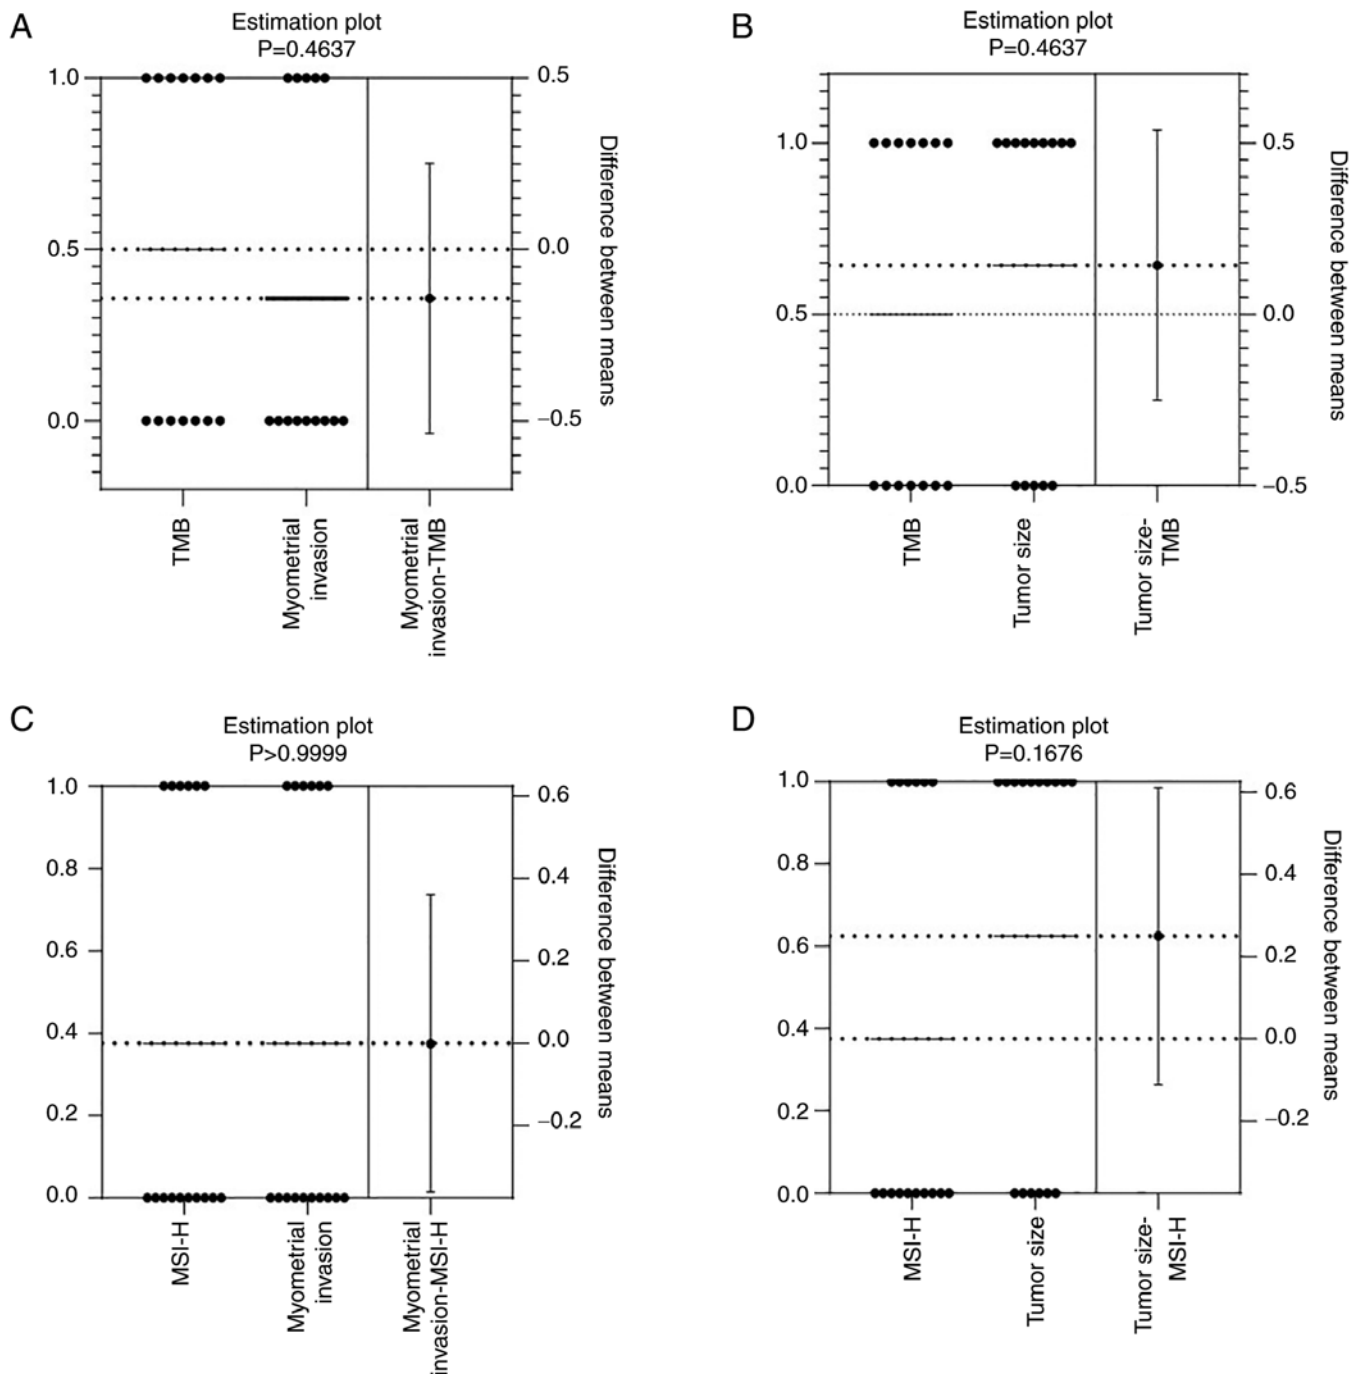 A
Estimation plot
P=0.4637
1.0
0.5
0.0
0.5
0.0
−0.5
Difference between means
TMB
Myometrial
invasion
Myometrial
invasion-TMB
B
Estimation plot
P=0.4637
1.0
0.5
0.0
0.5
0.0
−0.5
Difference between means
TMB
Tumor size
Tumor size-
TMB
C
Estimation plot
P>0.9999
1.0
0.8
0.6
0.4
0.2
0.0
0.6
0.4
0.2
0.0
−0.2
Difference between means
MSI-H
Myometrial
invasion
Myometrial
invasion-MSI-H
D
Estimation plot
P=0.1676
1.0
0.8
0.6
0.4
0.2
0.0
0.6
0.4
0.2
0.0
−0.2
Difference between means
MSI-H
Tumor size
Tumor size-
MSI-H